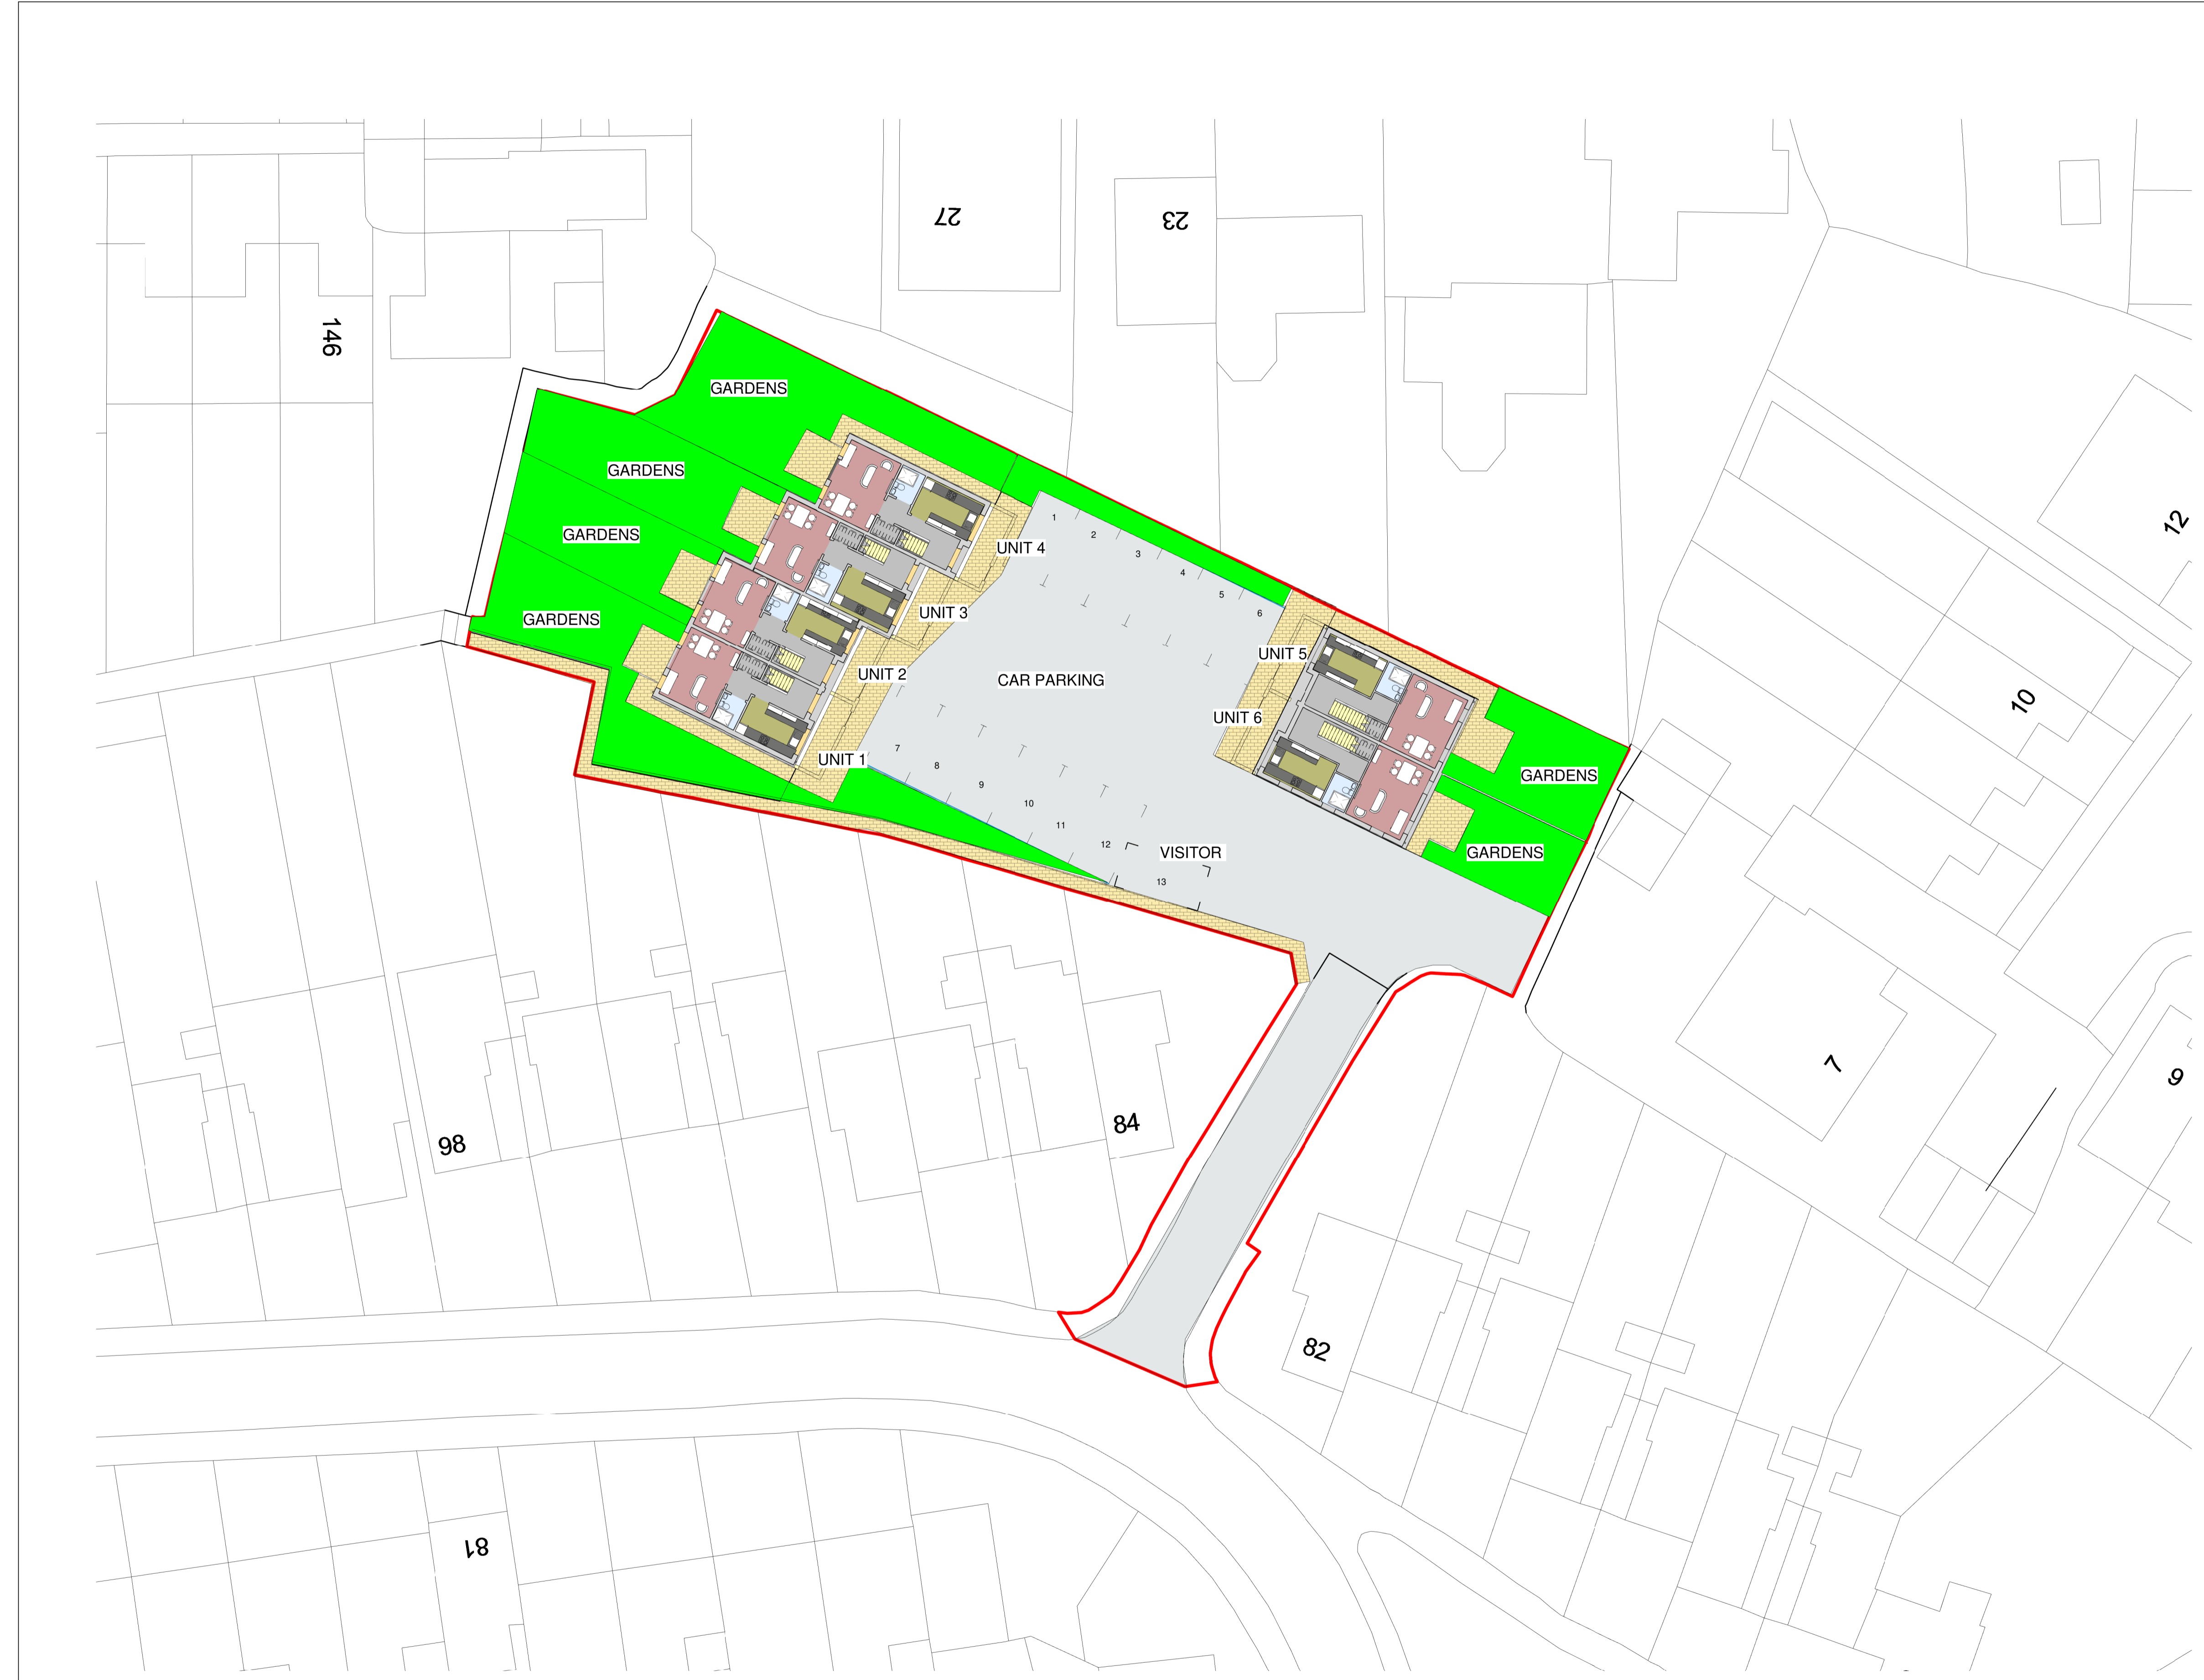 27
23
146
GARDENS
GARDENS
1
2
GARDENS
UNIT 4
3
12
4
5
UNIT 3
6
GARDENS
UNIT 5
UNIT 2
CAR PARKING
10
UNIT 6
7
UNIT 1
8
GARDENS
9
10
11
12
VISITOR
GARDENS
13
7
9
84
98
82
81